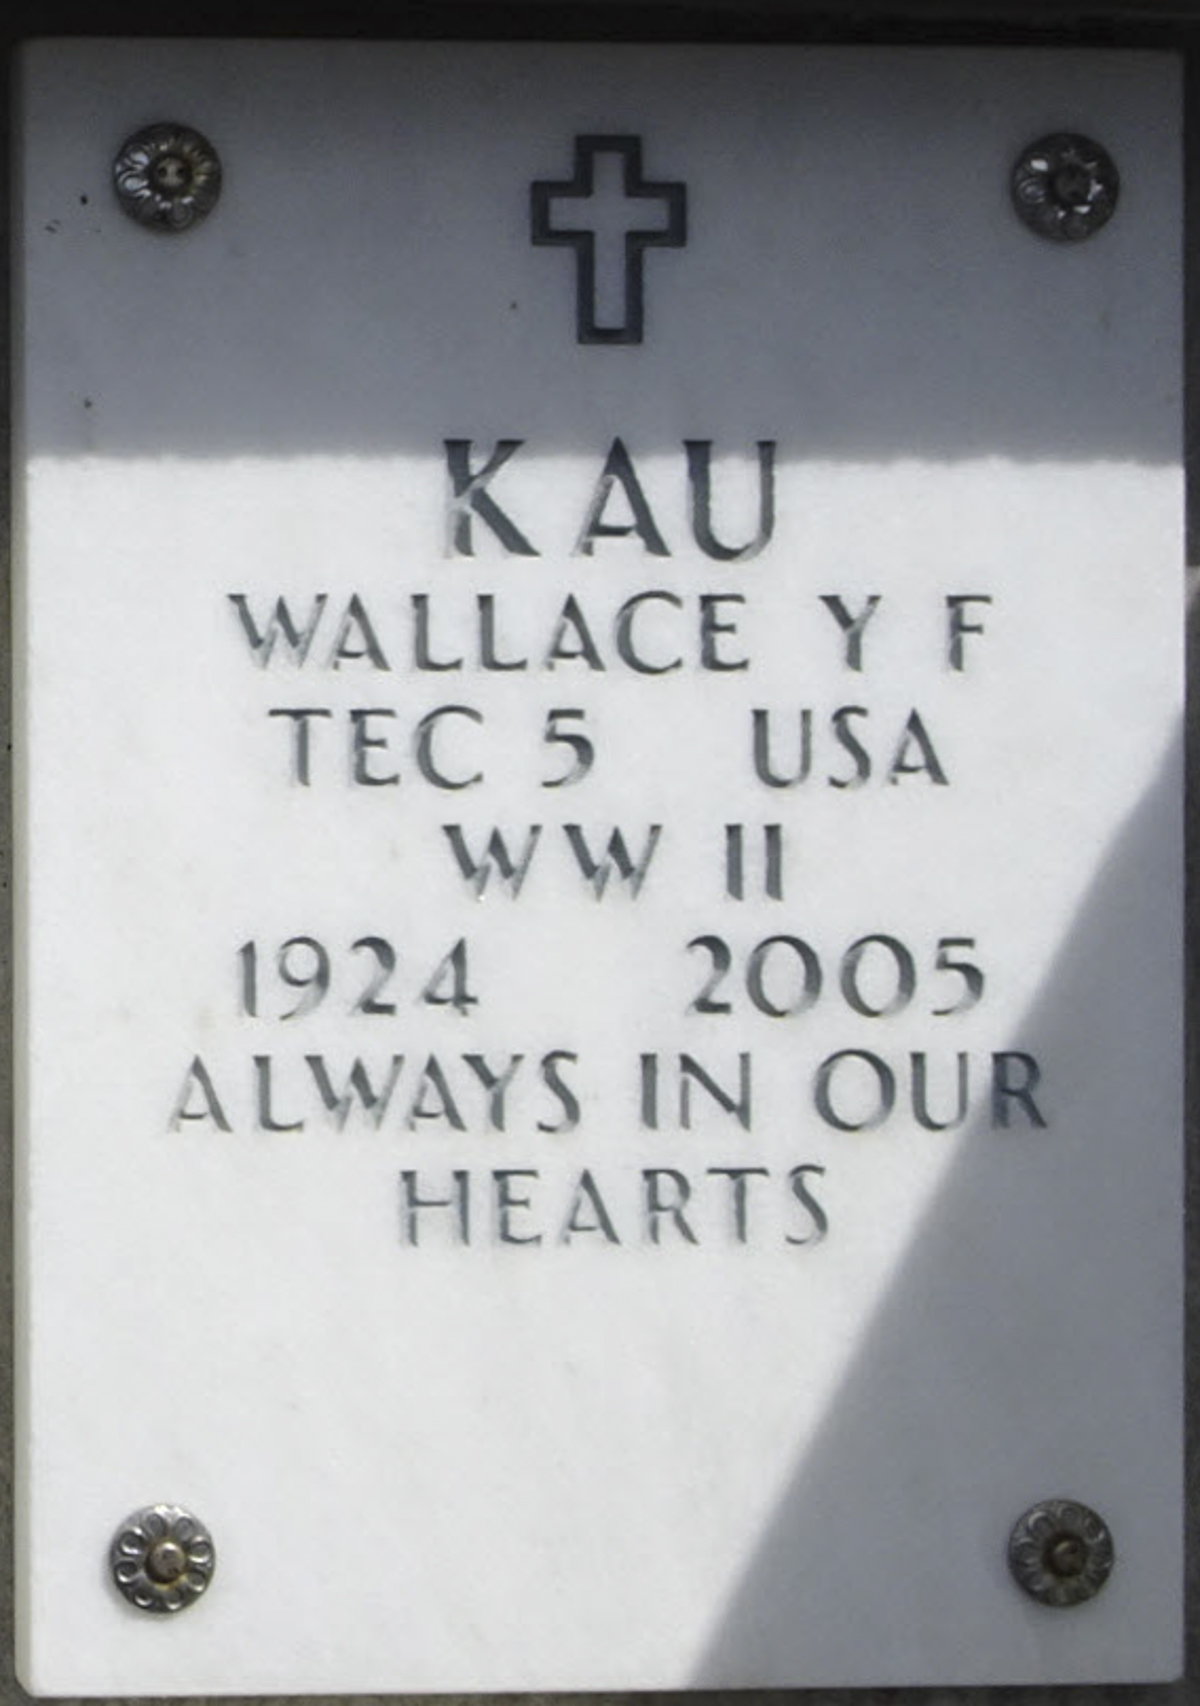 KAU
WALLACE Y F
TEC 5 USA
WW II
1924 2005
ALWAYS IN OUR
HEARTS